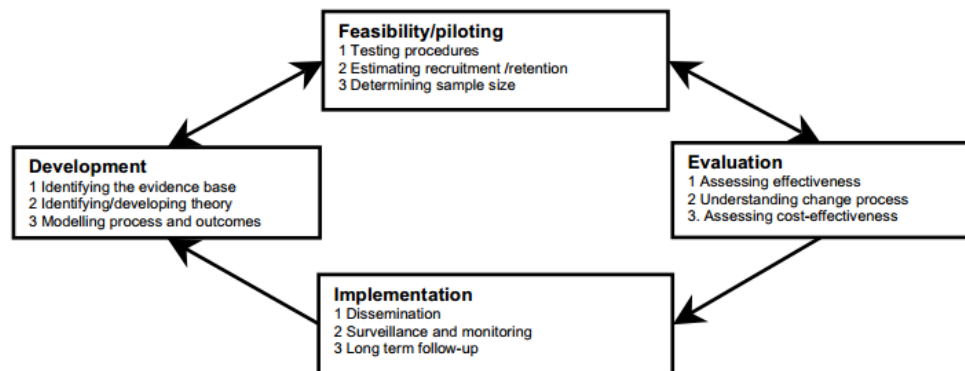 Feasibility/piloting
1 Testing procedures
2 Estimating recruitment /retention
3 Determining sample size
Development
1 Identifying the evidence base
2 Identifying/developing theory
3 Modelling process and outcomes
Evaluation
1 Assessing effectiveness
2 Understanding change process
3. Assessing cost-effectiveness
Implementation
1 Dissemination
2 Surveillance and monitoring
3 Long term follow-up